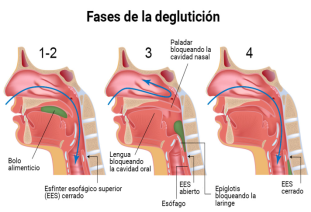 Fases de la deglutición
1-2
3
4
Paladar
bloqueando la
cavidad nasal
Bolo
alimenticio
Esfínter esofágico superior
(EES) cerrado
Lengua
bloqueando
la cavidad oral
Esófago
EES
abierto
Epiglotis
bloqueando la
laringe
EES
cerrado